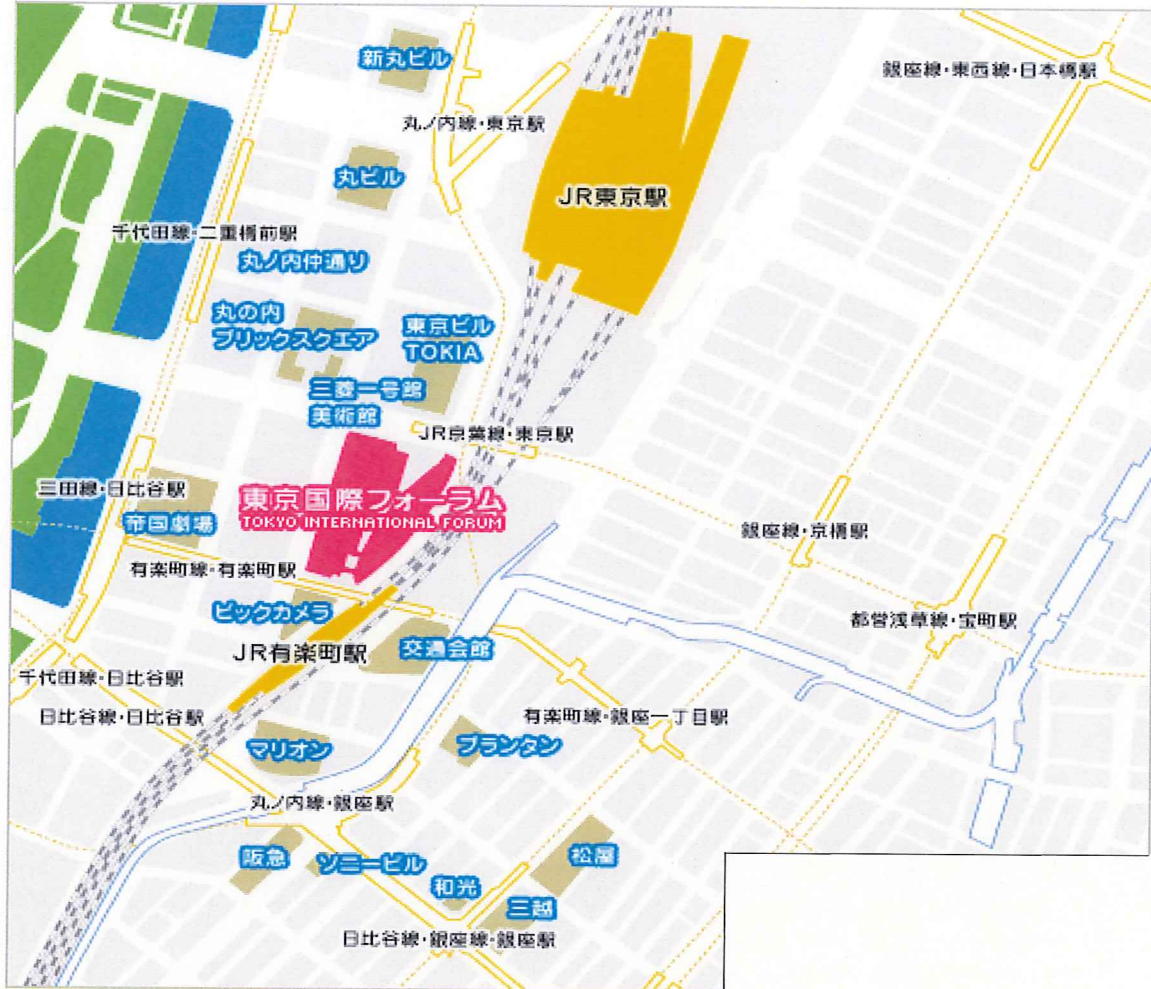 新丸ビル
銀座線・東西線・日本橋駅
丸ノ内線・東京駅
丸ビル
JR東京駅
千代田線・二重橋前駅
丸ノ内仲通り
丸の内
ブリックスクエア
東京ビル
TOKIA
三菱一号館
美術館
JR京葉線・東京駅
三田線・日比谷駅
東京国際フォーラム
TOKYO INTERNATIONAL FORUM
帝国劇場
銀座線・京橋駅
有楽町線・有楽町駅
ビックカメラ
都営浅草線・宝町駅
JR有楽町駅
交通会館
千代田線・日比谷駅
日比谷線・日比谷駅
有楽町線・銀座一丁目駅
マリオン
プランタン
丸ノ内線・銀座駅
阪急
ソニービル
松屋
和光
三越
日比谷線・銀座線・銀座駅